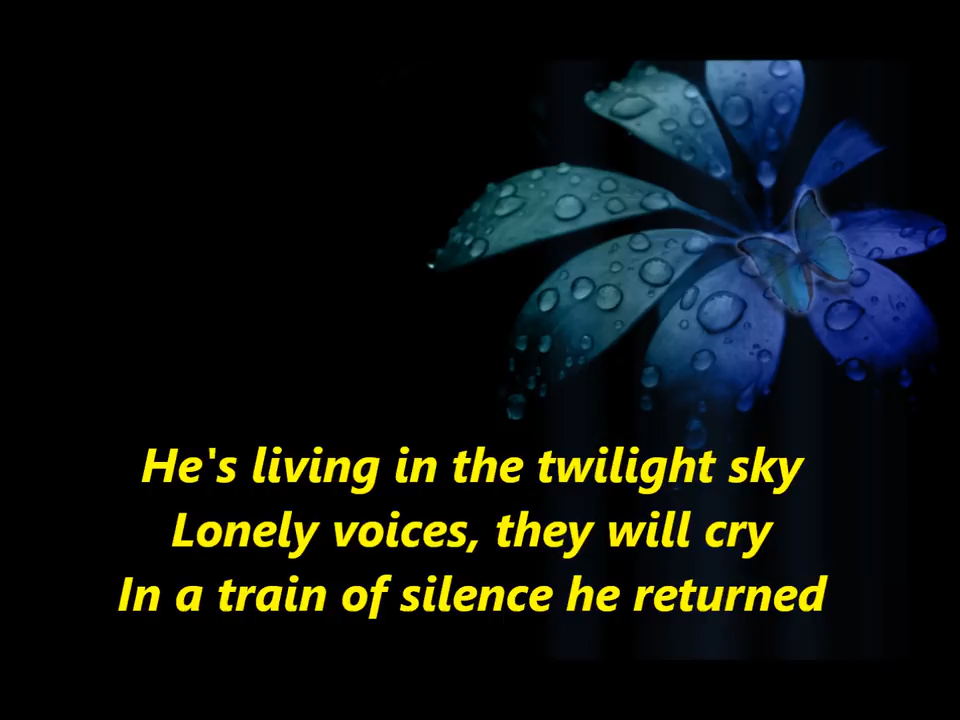 He's living in the twilight sky
Lonely voices, they will cry
In a train of silence he returned